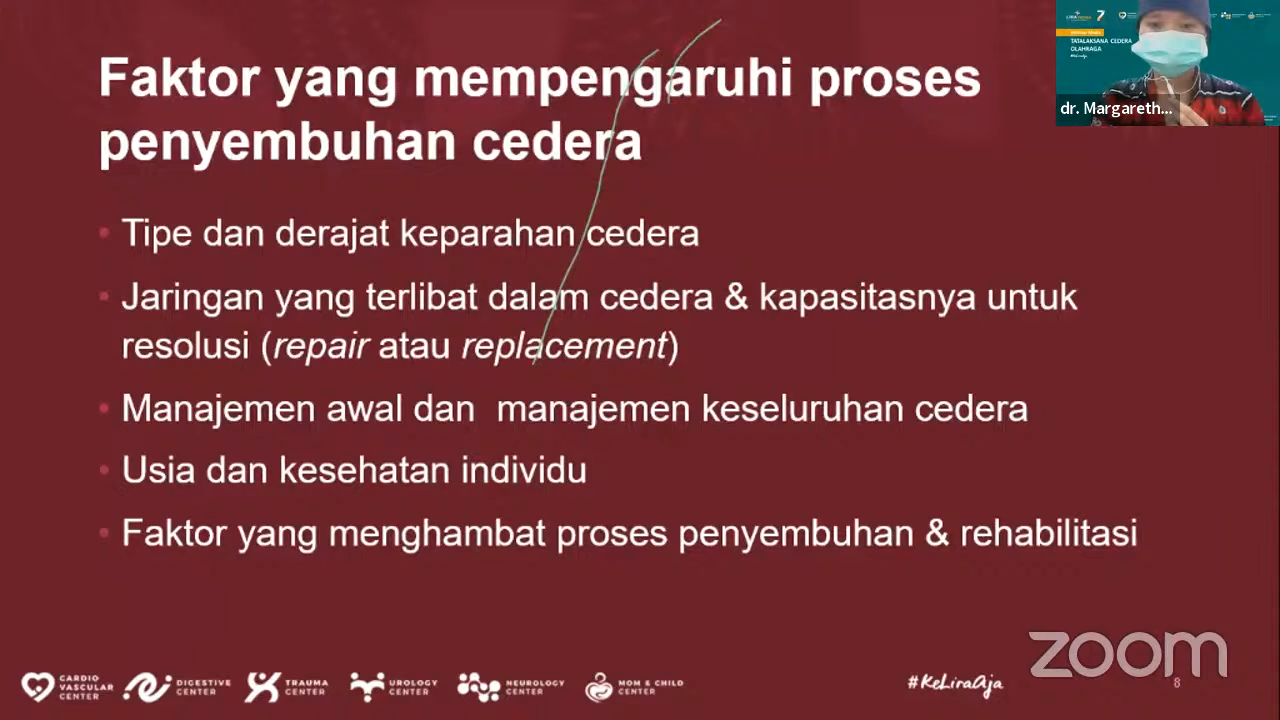 Faktor yang mempengaruhi proses
penyembuhan cedera
• Tipe dan derajat keparahan cedera
• Jaringan yang terlibat dalam cedera & kapasitasnya untuk
resolusi (repair atau replacement)
• Manajemen awal dan manajemen keseluruhan cedera
• Usia dan kesehatan individu
• Faktor yang menghambat proses penyembuhan & rehabilitasi
TATALAKSANA CEDERA
OLAHRAGA
dr. Margareth...
zoom
CARDIO
VASCULAR
CENTER
DIGESTIVE
CENTER
TRAUMA
CENTER
UROLOGY
CENTER
NEUROLOGY
CENTER
MOM & CHILD
CENTER
#KeLiraAja
8